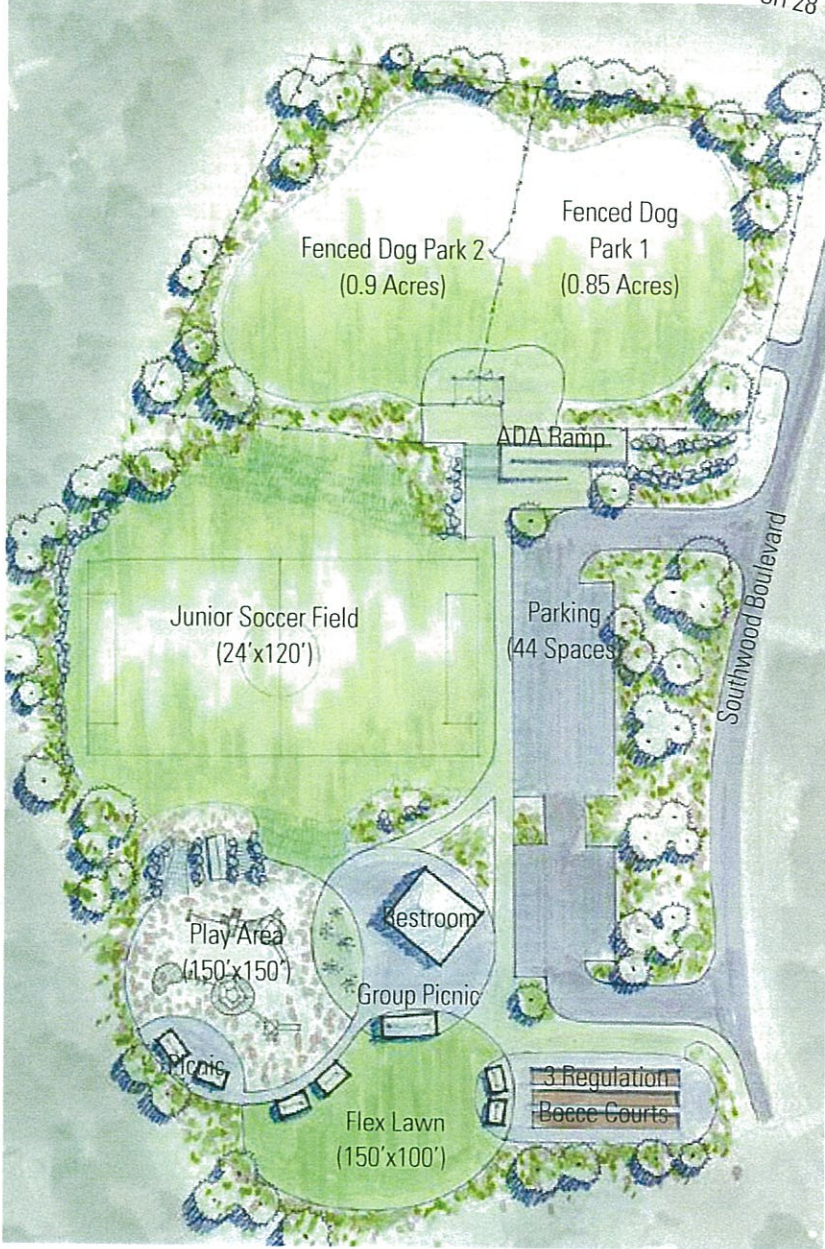 SH 28
Fenced Dog Park 2
(0.9 Acres)
Fenced Dog
Park 1
(0.85 Acres)
ADA Ramp
Junior Soccer Field
(24'x120')
Parking
(44 Spaces
Southwood Boulevard
Restroom
Play Area
(150'x150')
Group Picnic
Picnic
3 Regulation
Bocce Courts
Flex Lawn
(150'x100')